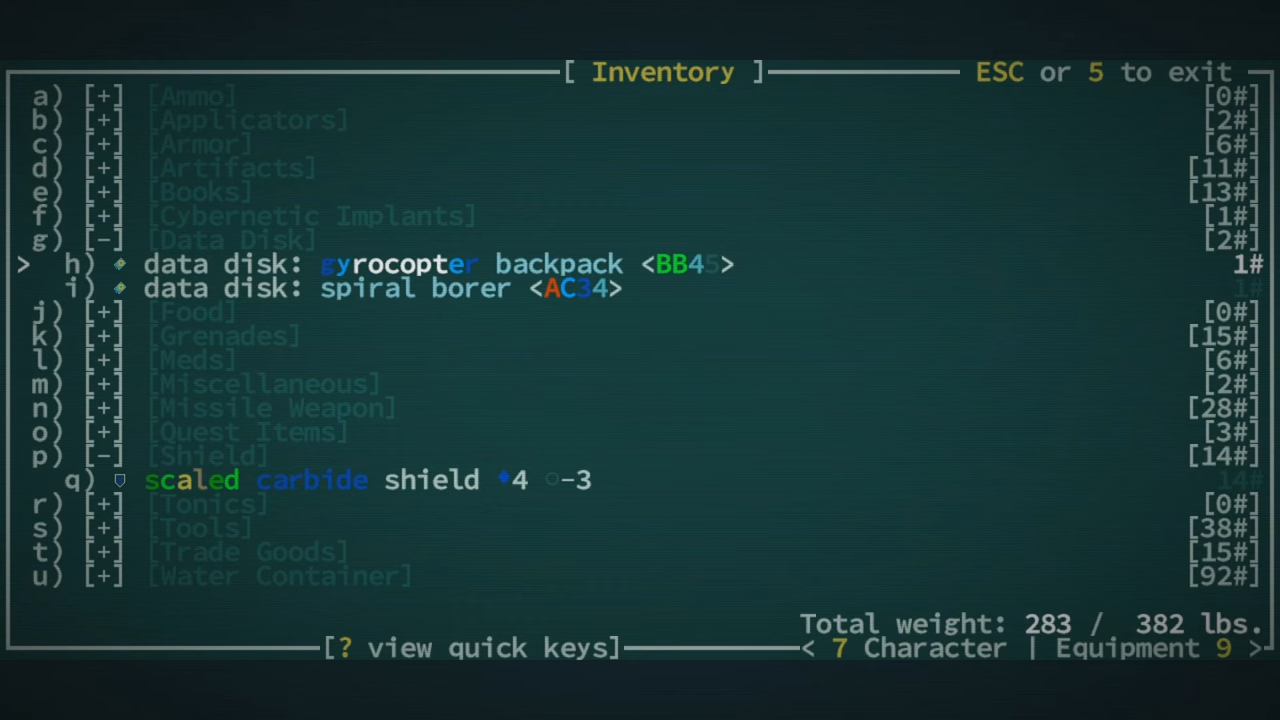 [ Inventory ] ESC or 5 to exit
a) [+] [Ammo] [0#]
b) [+] [Applicators] [2#]
c) [+] [Armor] [6#]
d) [+] [Artifacts] [11#]
e) [+] [Books] [13#]
f) [+] [Cybernetic Implants] [1#]
g) [-] [Data Disk] [2#]
> h) data disk: gyrocopter backpack <BB45> 1#
i) data disk: spiral borer <AC34> 1#
j) [+] [Food] [0#]
k) [+] [Grenades] [15#]
l) [+] [Meds] [6#]
m) [+] [Miscellaneous] [2#]
n) [+] [Missile Weapon] [28#]
o) [+] [Quest Items] [3#]
p) [-] [Shield] [14#]
q) scaled carbide shield ♦4 ○-3 14#
r) [+] [Tonics] [0#]
s) [+] [Tools] [38#]
t) [+] [Trade Goods] [15#]
u) [+] [Water Container] [92#]
Total weight: 283 / 382 lbs.
[? view quick keys] < 7 Character | Equipment 9 >